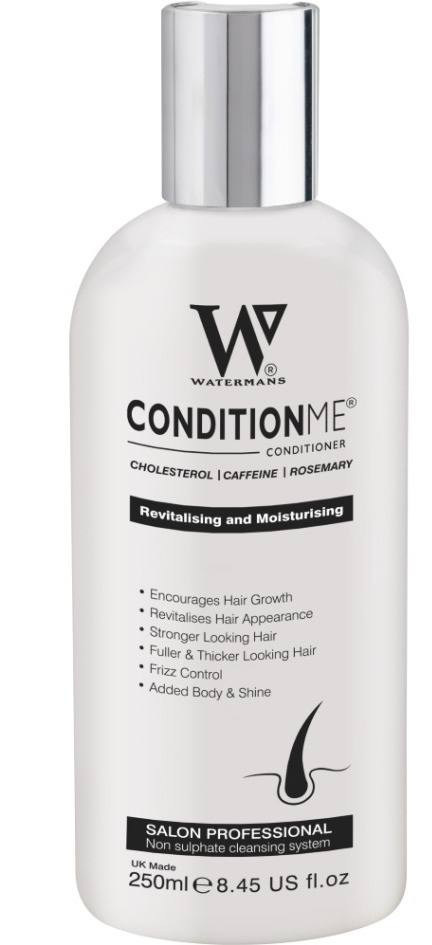 W®
WATERMANS
CONDITIONME®
CONDITIONER
CHOLESTEROL | CAFFEINE | ROSEMARY
Revitalising and Moisturising
• Encourages Hair Growth
• Revitalises Hair Appearance
• Stronger Looking Hair
• Fuller & Thicker Looking Hair
• Frizz Control
• Added Body & Shine
SALON PROFESSIONAL
Non sulphate cleansing system
UK Made
250ml ℮ 8.45 US fl.oz